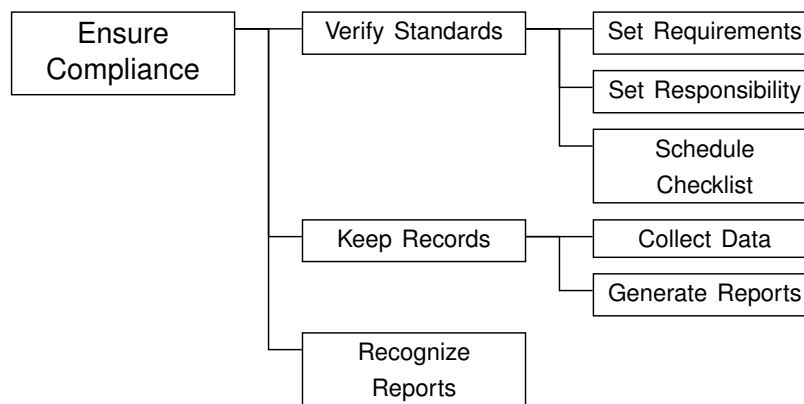 Ensure
Compliance
Verify Standards
Set Requirements
Set Responsibility
Schedule
Checklist
Keep Records
Collect Data
Generate Reports
Recognize
Reports